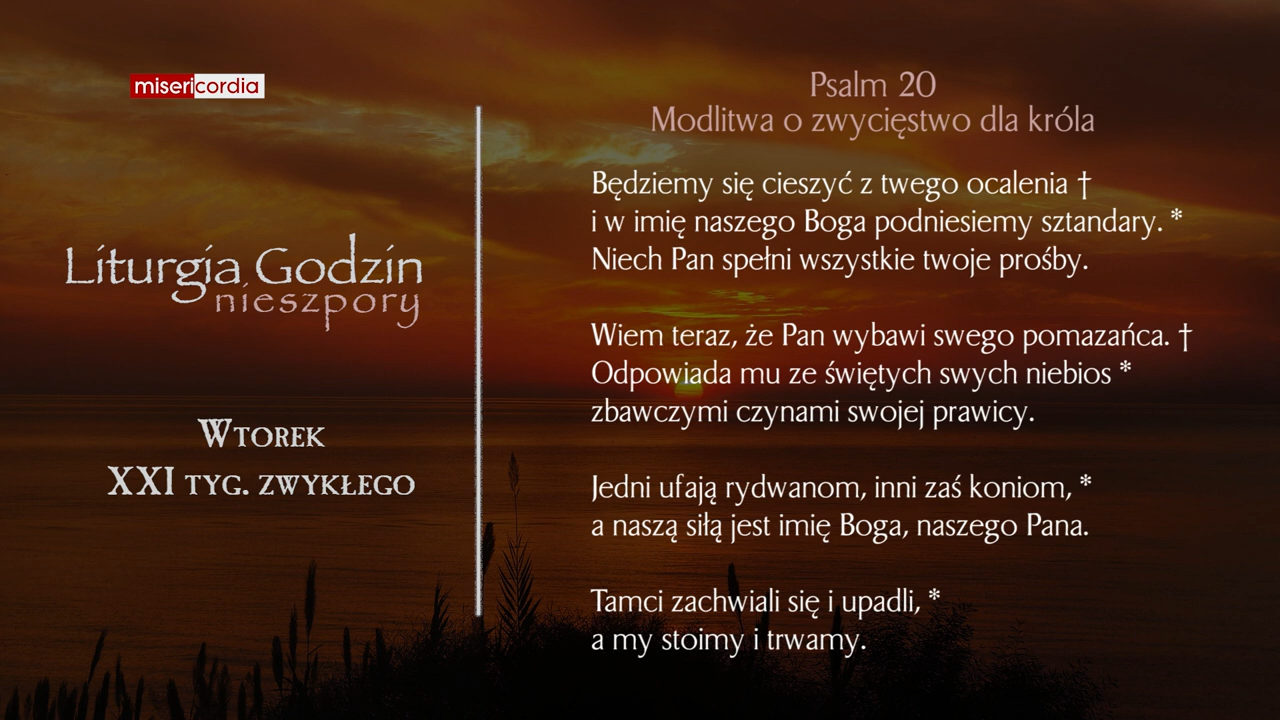 misericordia
Liturgia Godzin
nieszpory
Wtorek
XXI tyg. zwykłego
Psalm 20
Modlitwa o zwycięstwo dla króla
Będziemy się cieszyć z twego ocalenia †
i w imię naszego Boga podniesiemy sztandary. *
Niech Pan spełni wszystkie twoje prośby.
Wiem teraz, że Pan wybawi swego pomazańca. †
Odpowiada mu ze świętych swych niebios *
zbawczymi czynami swojej prawicy.
Jedni ufają rydwanom, inni zaś koniom, *
a naszą siłą jest imię Boga, naszego Pana.
Tamci zachwiali się i upadli, *
a my stoimy i trwamy.